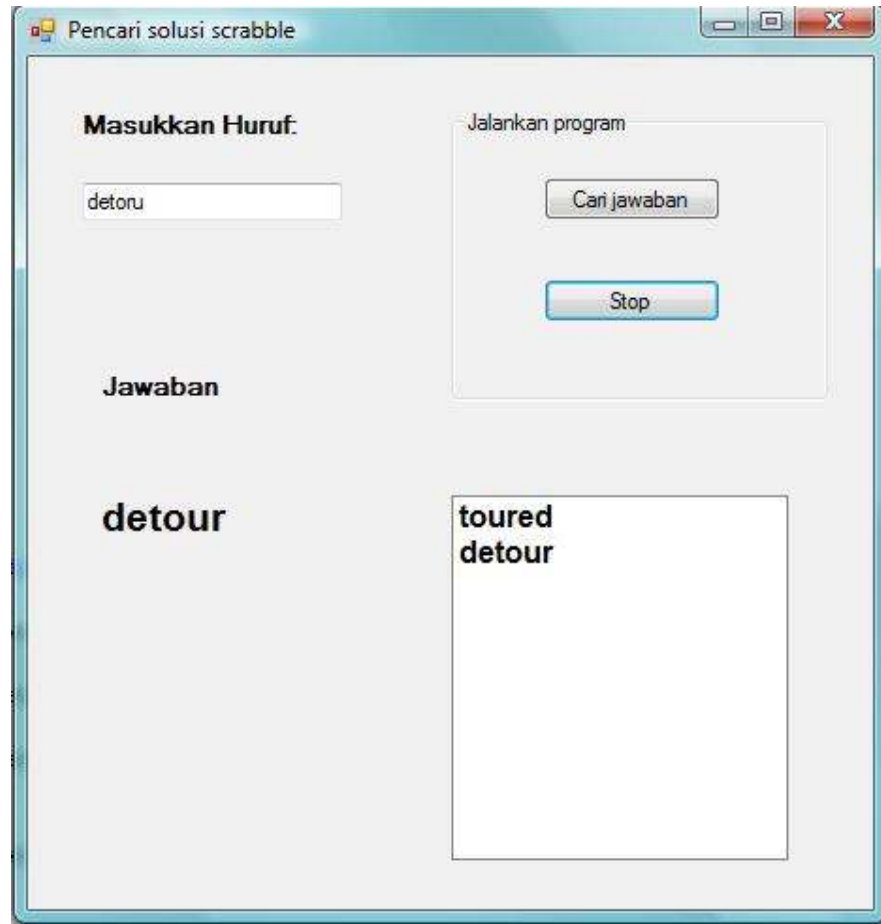 Pencari solusi scrabble
Masukkan Huruf:
detoru
Jalankan program
Cari jawaban
Stop
Jawaban
detour
toured
detour